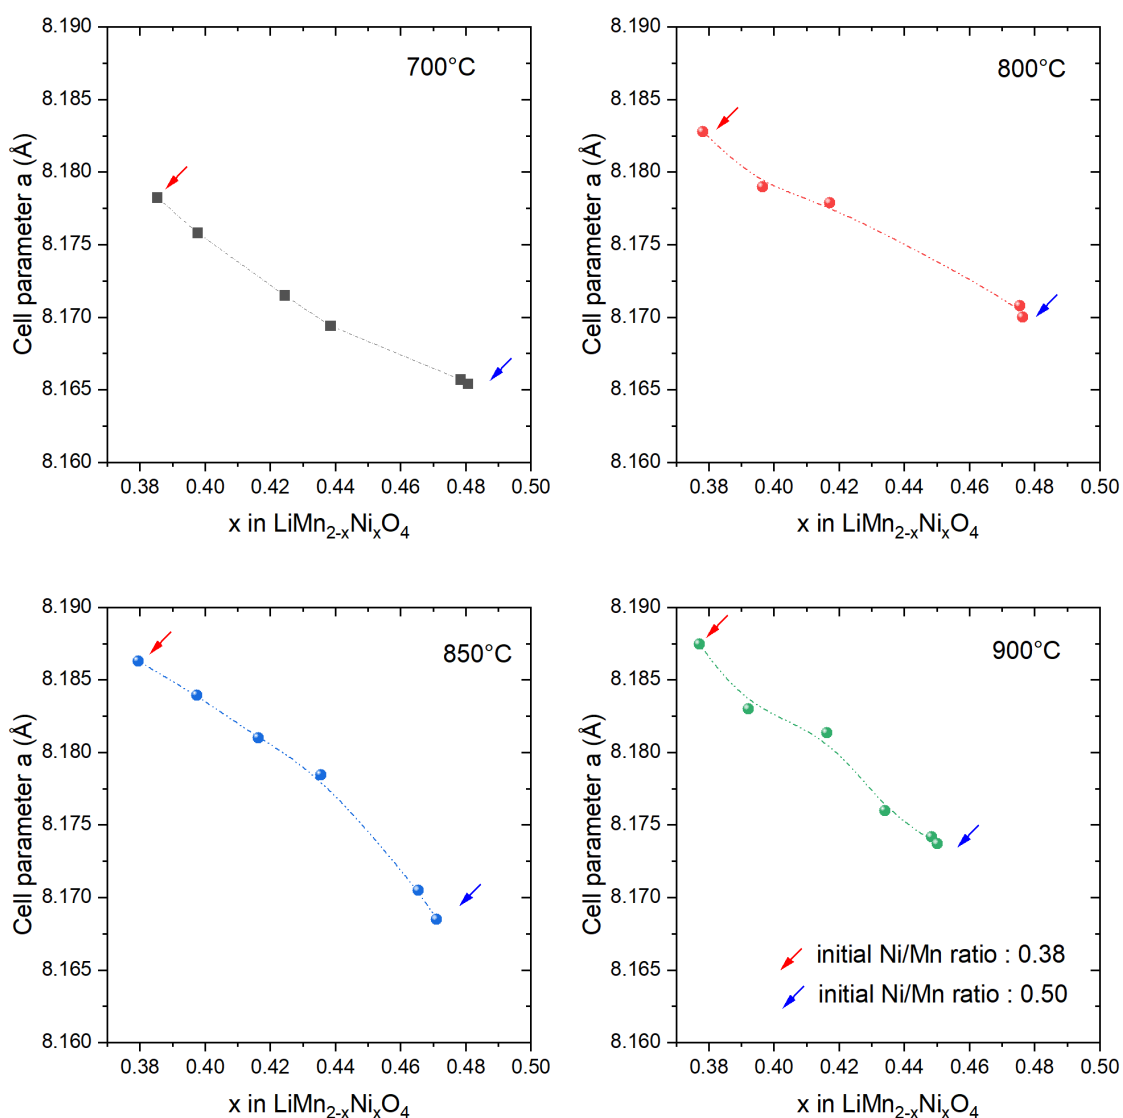 700°C
8.190
8.185
8.180
8.175
8.170
8.165
8.160
Cell parameter a (Å)
0.38 0.40 0.42 0.44 0.46 0.48 0.50
x in LiMn₂₋ₓNiₓO₄
800°C
8.190
8.185
8.180
8.175
8.170
8.165
8.160
Cell parameter a (Å)
0.38 0.40 0.42 0.44 0.46 0.48 0.50
x in LiMn₂₋ₓNiₓO₄
850°C
8.190
8.185
8.180
8.175
8.170
8.165
8.160
Cell parameter a (Å)
0.38 0.40 0.42 0.44 0.46 0.48 0.50
x in LiMn₂₋ₓNiₓO₄
900°C
8.190
8.185
8.180
8.175
8.170
8.165
8.160
Cell parameter a (Å)
initial Ni/Mn ratio : 0.38
initial Ni/Mn ratio : 0.50
0.38 0.40 0.42 0.44 0.46 0.48 0.50
x in LiMn₂₋ₓNiₓO₄